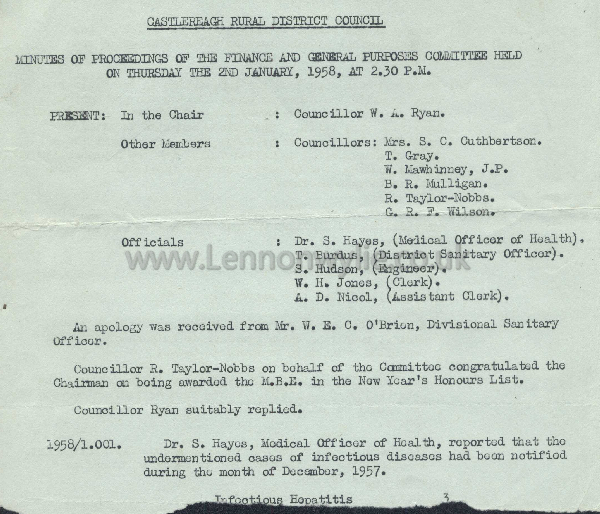 CASTLEREAGH RURAL DISTRICT COUNCIL
MINUTES OF PROCEEDINGS OF THE FINANCE AND GENERAL PURPOSES COMMITTEE HELD
ON THURSDAY THE 2ND JANUARY, 1958, AT 2.30 P.M.
PRESENT: In the Chair : Councillor W. A. Ryan.
Other Members : Councillors: Mrs. S. C. Cuthbertson.
T. Gray.
W. Mawhinney, J.P.
B. R. Mulligan.
R. Taylor-Nobbs.
G. R. F. Wilson.
Officials : Dr. S. Hayes, (Medical Officer of Health).
T. Burdus, (District Sanitary Officer).
www.Lennonwylie.co.uk
S. Hudson, (Engineer).
W. H. Jones, (Clerk).
A. D. Nicol, (Assistant Clerk).
An apology was received from Mr. W. E. C. O'Brien, Divisional Sanitary
Officer.
Councillor R. Taylor-Nobbs on behalf of the Committee congratulated the
Chairman on being awarded the M.B.E. in the New Year's Honours List.
Councillor Ryan suitably replied.
1958/1.001. Dr. S. Hayes, Medical Officer of Health, reported that the
undermentioned cases of infectious diseases had been notified
during the month of December, 1957.
Infectious Hepatitis 3